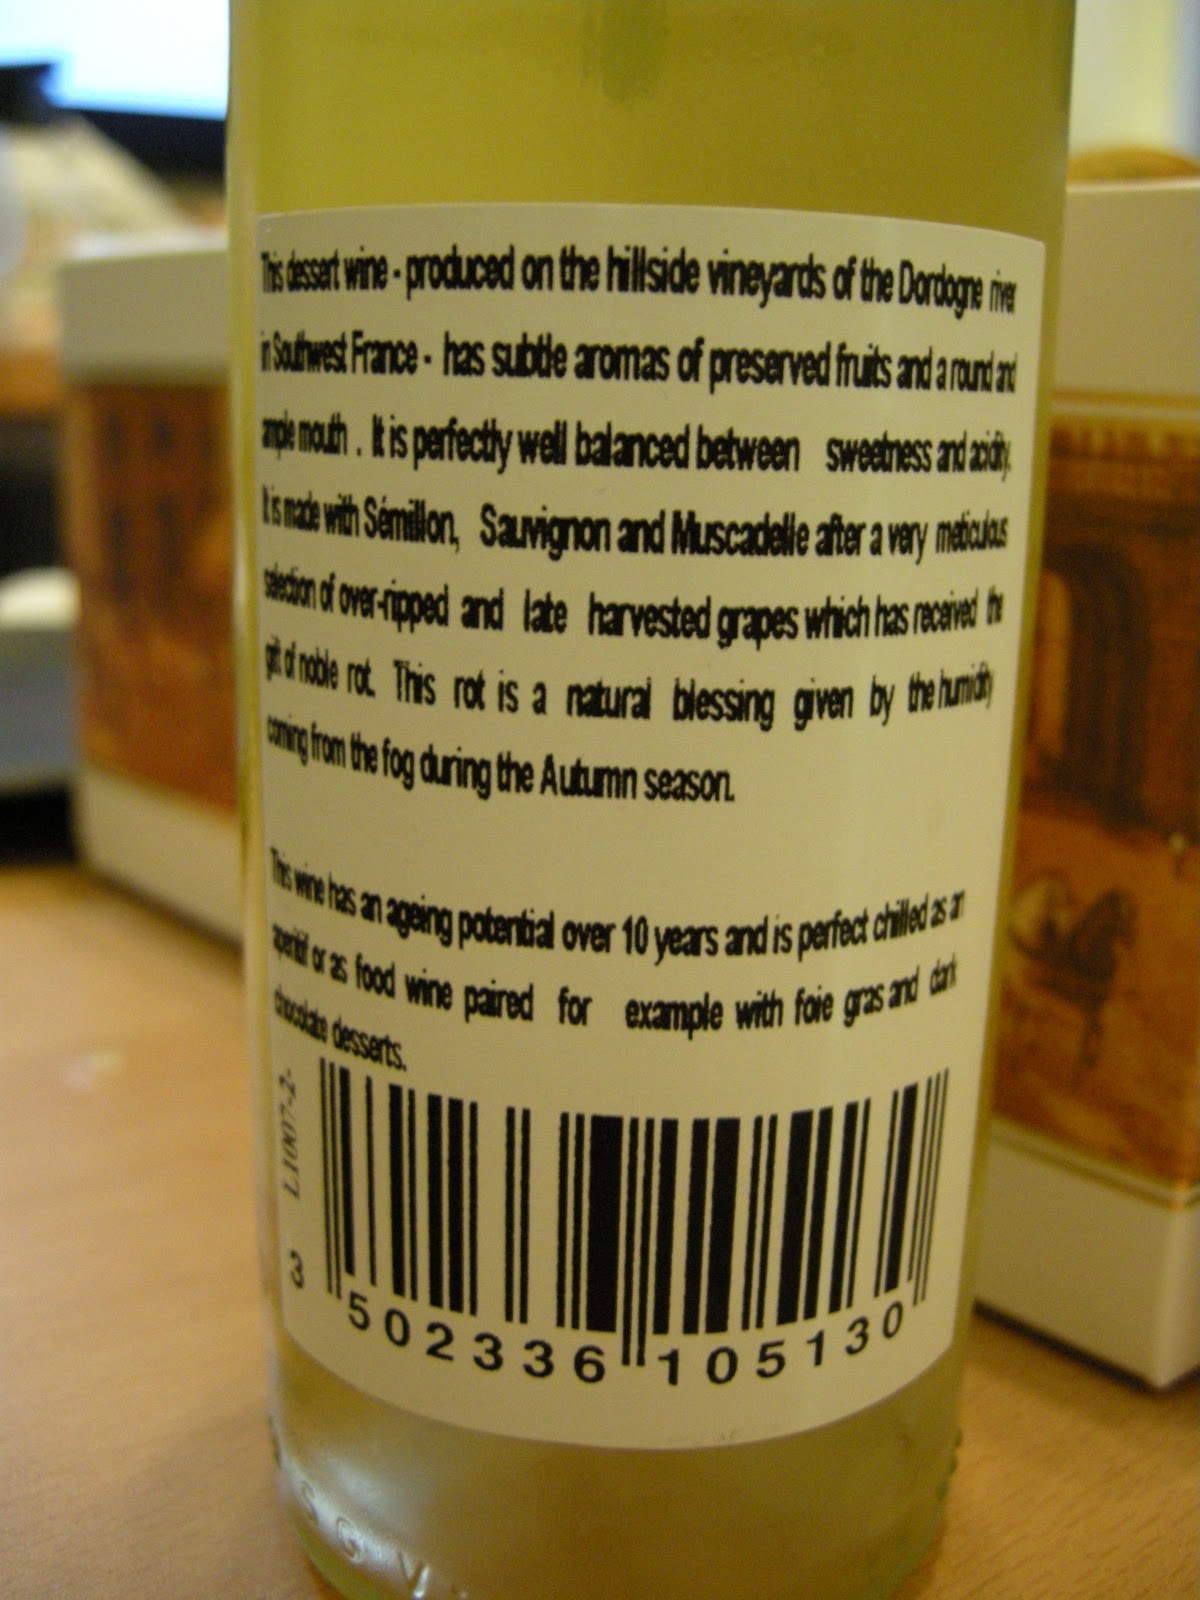 This dessert wine - produced on the hillside vineyards of the Dordogne river
in Southwest France - has subtle aromas of preserved fruits and a round and
ample mouth . It is perfectly well balanced between sweetness and acidity.
It is made with Sémillon, Sauvignon and Muscadelle after a very meticulous
selection of over-ripped and late harvested grapes which has received the
gift of noble rot. This rot is a natural blessing given by the humidity
coming from the fog during the Autumn season.
This wine has an ageing potential over 10 years and is perfect chilled as an
aperitif or as food wine paired for example with foie gras and dark
chocolate desserts.
L1007-2-
3 502336 105130
SGV